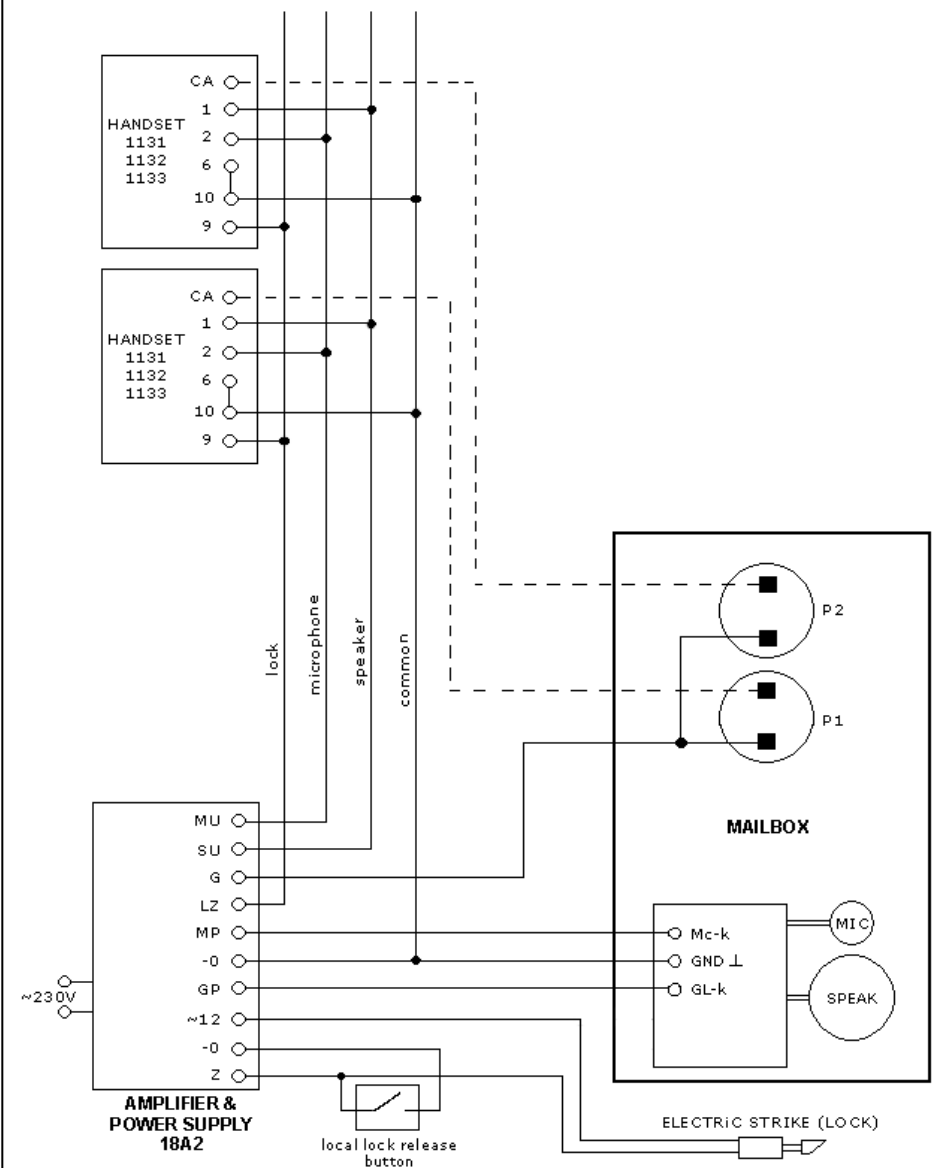 CA
1
HANDSET
1131
1132
1133
2
6
10
9
CA
1
HANDSET
1131
1132
1133
2
6
10
9
lock
microphone
speaker
common
P2
P1
MAILBOX
MU
SU
G
LZ
MP
-0
GP
~12
-0
Z
~230V
Mc-k
GND ⊥
GL-k
MIC
SPEAK
AMPLIFIER &
POWER SUPPLY
18A2
local lock release
button
ELECTRiC STRIKE (LOCK)